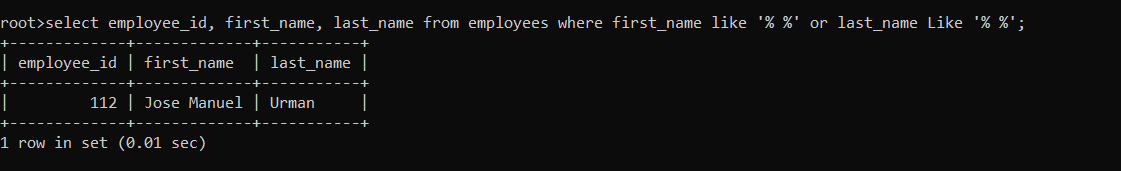 root>select employee_id, first_name, last_name from employees where first_name like '% %' or last_name Like '% %';
+-------------+-------------+-----------+
| employee_id | first_name  | last_name |
+-------------+-------------+-----------+
|         112 | Jose Manuel | Urman     |
+-------------+-------------+-----------+
1 row in set (0.01 sec)